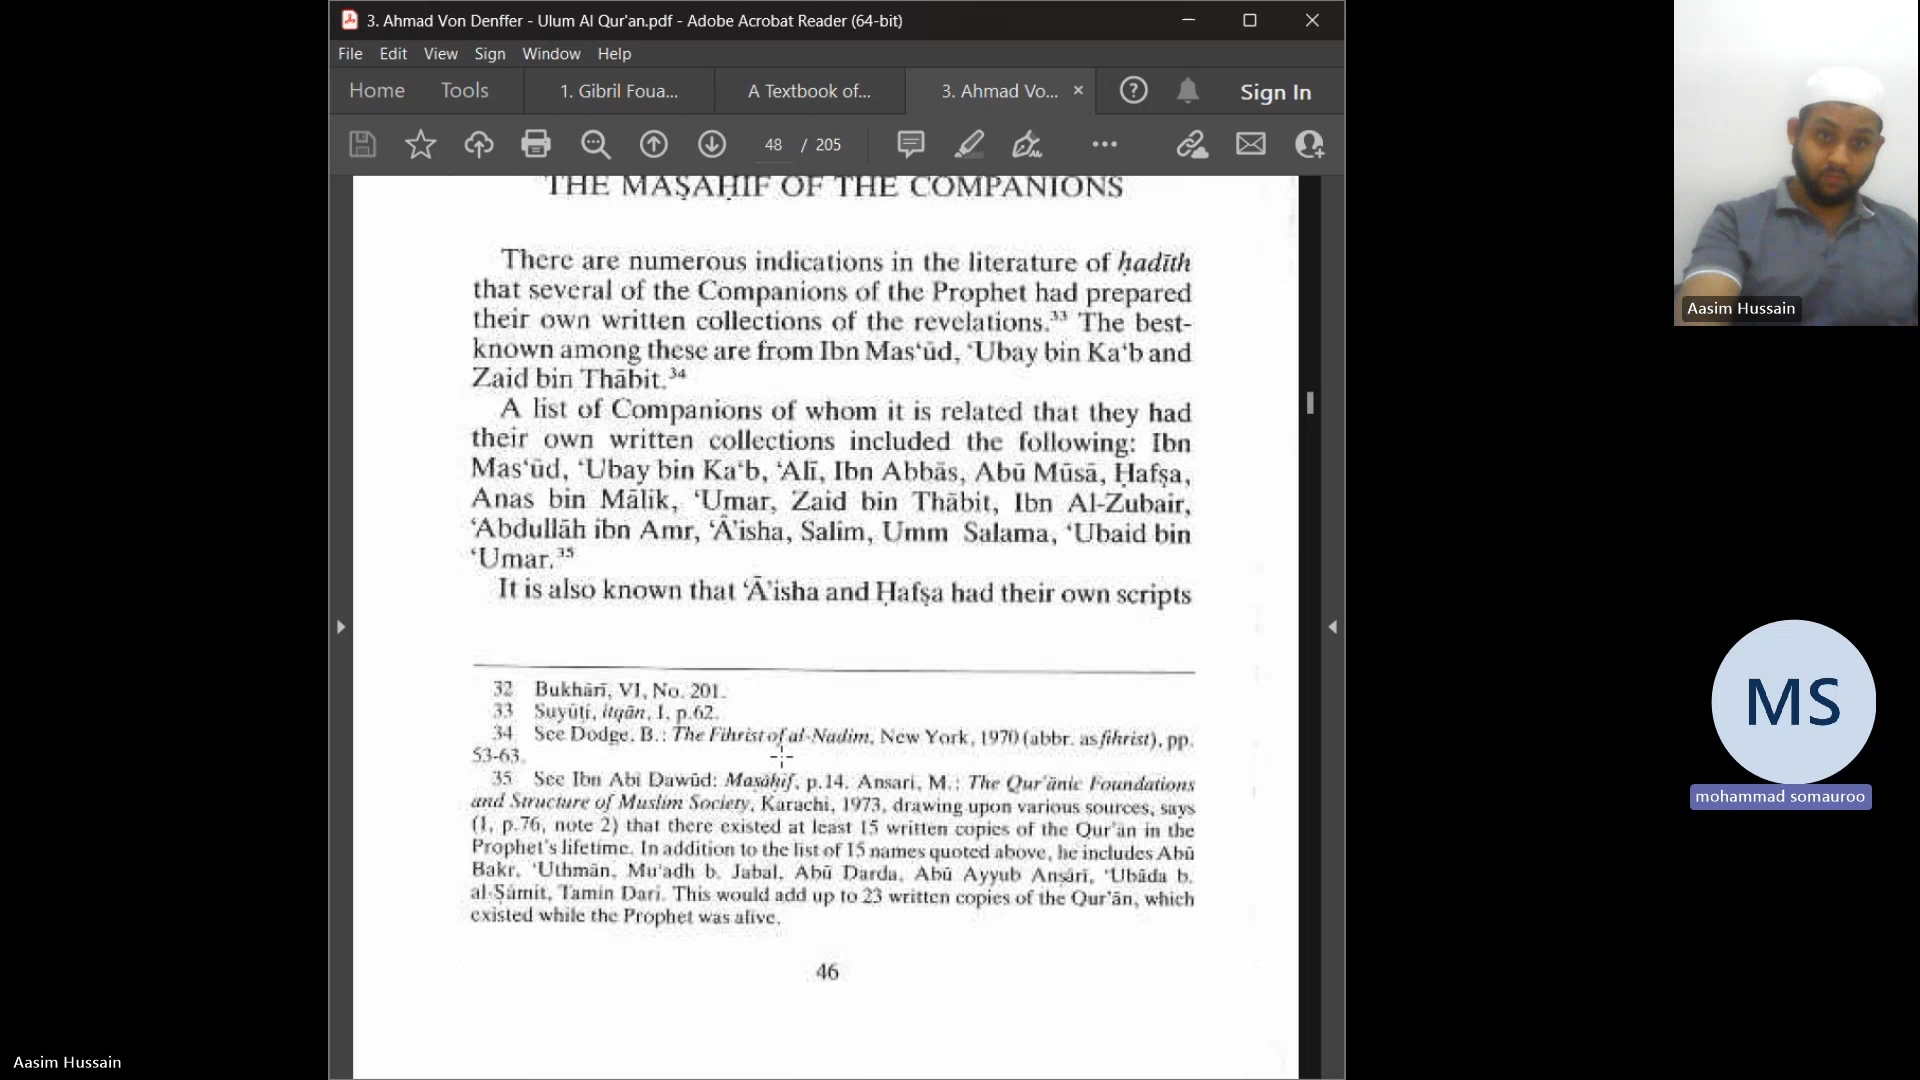 3. Ahmad Von Denffer - Ulum Al Qur'an.pdf - Adobe Acrobat Reader (64-bit)
File Edit View Sign Window Help
Home Tools 1. Gibril Foua... A Textbook of... 3. Ahmad Vo... × Sign In
48 / 205
THE MAṢAḤIF OF THE COMPANIONS
There are numerous indications in the literature of ḥadīth
that several of the Companions of the Prophet had prepared
their own written collections of the revelations.³³ The best-
known among these are from Ibn Mas‘ūd, ‘Ubay bin Ka‘b and
Zaid bin Thābit.³⁴
A list of Companions of whom it is related that they had
their own written collections included the following: Ibn
Mas‘ūd, ‘Ubay bin Ka‘b, ‘Alī, Ibn Abbās, Abū Mūsā, Ḥafṣa,
Anas bin Mālik, ‘Umar, Zaid bin Thābit, Ibn Al-Zubair,
‘Abdullāh ibn Amr, ‘Ā’isha, Salīm, Umm Salama, ‘Ubaid bin
‘Umar.³⁵
It is also known that ‘Ā’isha and Ḥafṣa had their own scripts
32 Bukhārī, VI, No. 201.
33 Suyūṭī, itqān, I, p.62.
34 See Dodge, B.: The Fihrist of al-Nadim, New York, 1970 (abbr. as fihrist), pp.
53-63.
35 See Ibn Abī Dawūd: Maṣāḥif, p.14. Ansari, M.: The Qur'ānic Foundations
and Structure of Muslim Society, Karachi, 1973, drawing upon various sources, says
(1, p.76, note 2) that there existed at least 15 written copies of the Qur'ān in the
Prophet's lifetime. In addition to the list of 15 names quoted above, he includes Abū
Bakr, ‘Uthmān, Mu'adh b. Jabal, Abū Darda, Abū Ayyub Anṣārī, ‘Ubāda b.
al-Ṣāmit, Tamīn Darī. This would add up to 23 written copies of the Qur'ān, which
existed while the Prophet was alive.
46
Aasim Hussain
MS
mohammad somauroo
Aasim Hussain